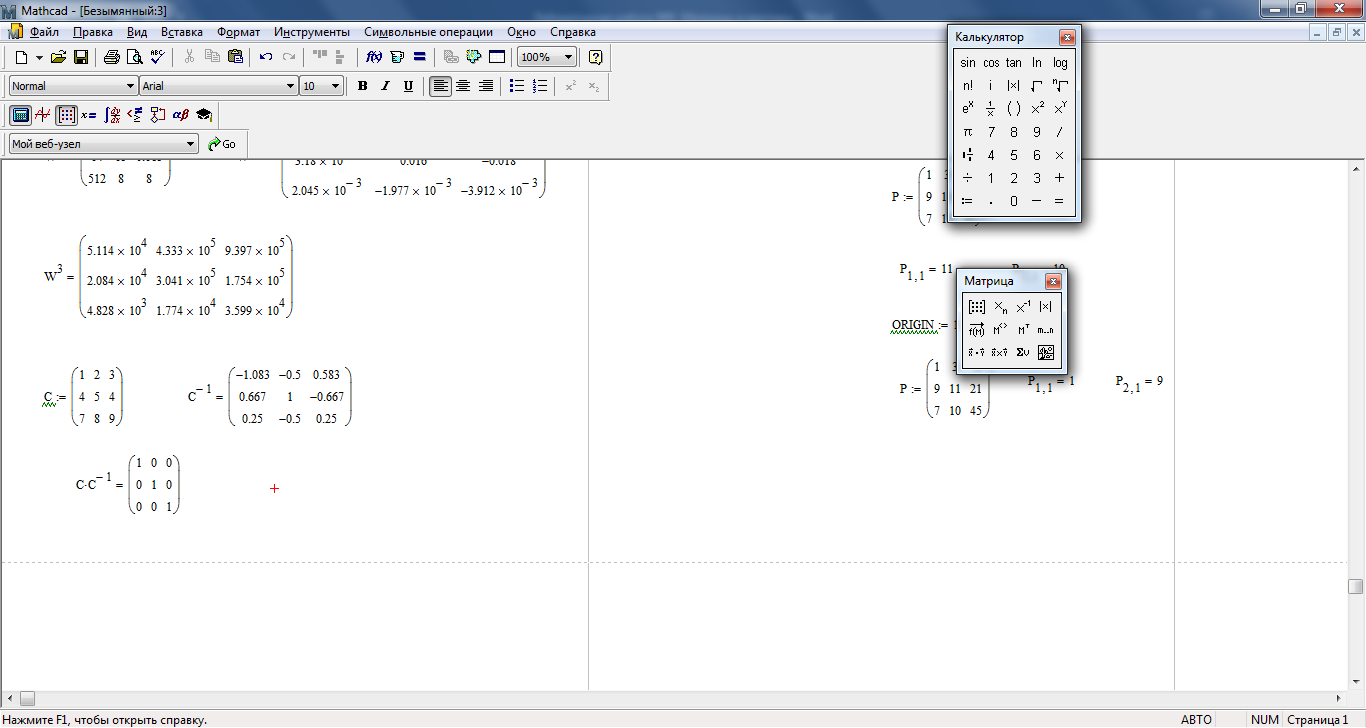 Mathcad - [Безымянный:3]
Файл Правка Вид Вставка Формат Инструменты Символьные операции Окно Справка
100%
Normal Arial 10 B I U
Мой веб-узел Go
512 8 8
2.045 × 10^-3 -1.977 × 10^-3 -3.912 × 10^-3
W^3 =
5.114 × 10^4 4.333 × 10^5 9.397 × 10^5
2.084 × 10^4 3.041 × 10^5 1.754 × 10^5
4.828 × 10^3 1.774 × 10^4 3.599 × 10^4
C :=
1 2 3
4 5 4
7 8 9
C^-1 =
-1.083 -0.5 0.583
0.667 1 -0.667
0.25 -0.5 0.25
C·C^-1 =
1 0 0
0 1 0
0 0 1
P :=
1
9
7
P1,1 = 11
ORIGIN :=
P :=
1
9 11 21
7 10 45
P1,1 = 1 P2,1 = 9
Калькулятор
sin cos tan ln log
n! i |x| √ ⁿ√
e^x 1/x ( ) x² x^Y
π 7 8 9 /
4 5 6 ×
÷ 1 2 3 +
:= . 0 − =
Матрица
[:::] Xn X^-1 |x|
f(M) M<> M^T m..n
Συ
Нажмите F1, чтобы открыть справку.
АВТО NUM Страница 1